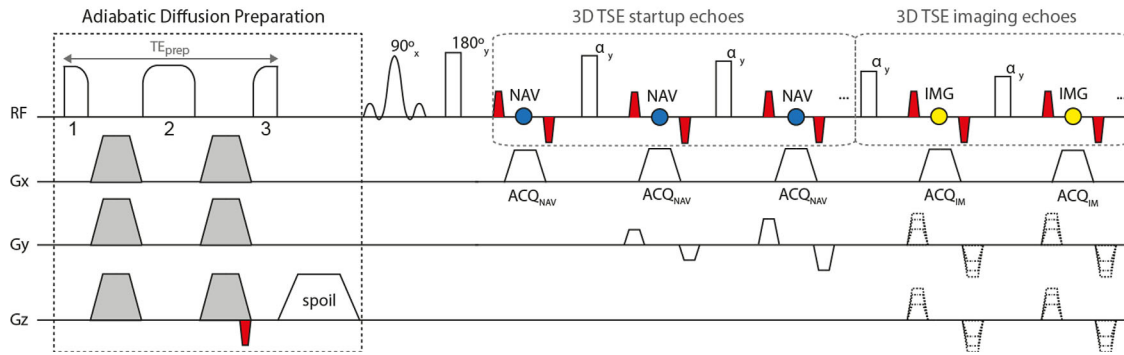 Adiabatic Diffusion Preparation
3D TSE startup echoes
3D TSE imaging echoes
TEprep
90°x
180°y
αy
αy
αy
αy
NAV
NAV
NAV
...
IMG
IMG
...
RF
1
2
3
Gx
ACQNAV
ACQNAV
ACQNAV
ACQIM
ACQIM
Gy
Gz
spoil